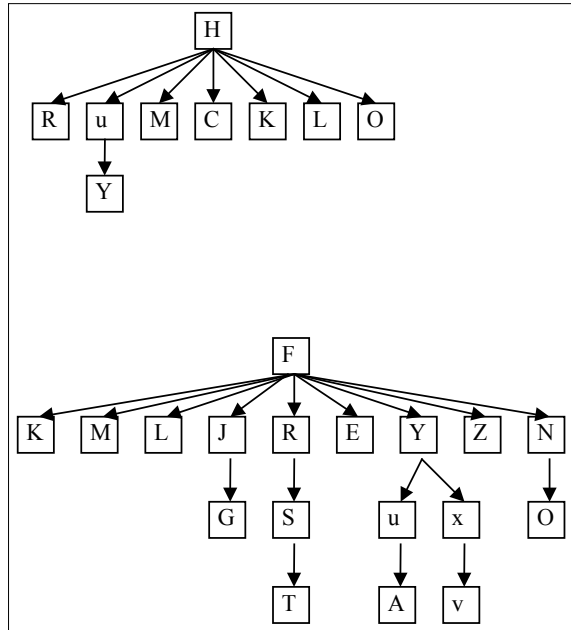 H
R u M C K L O
Y
F
K M L J R E Y Z N
G S u x O
T A v